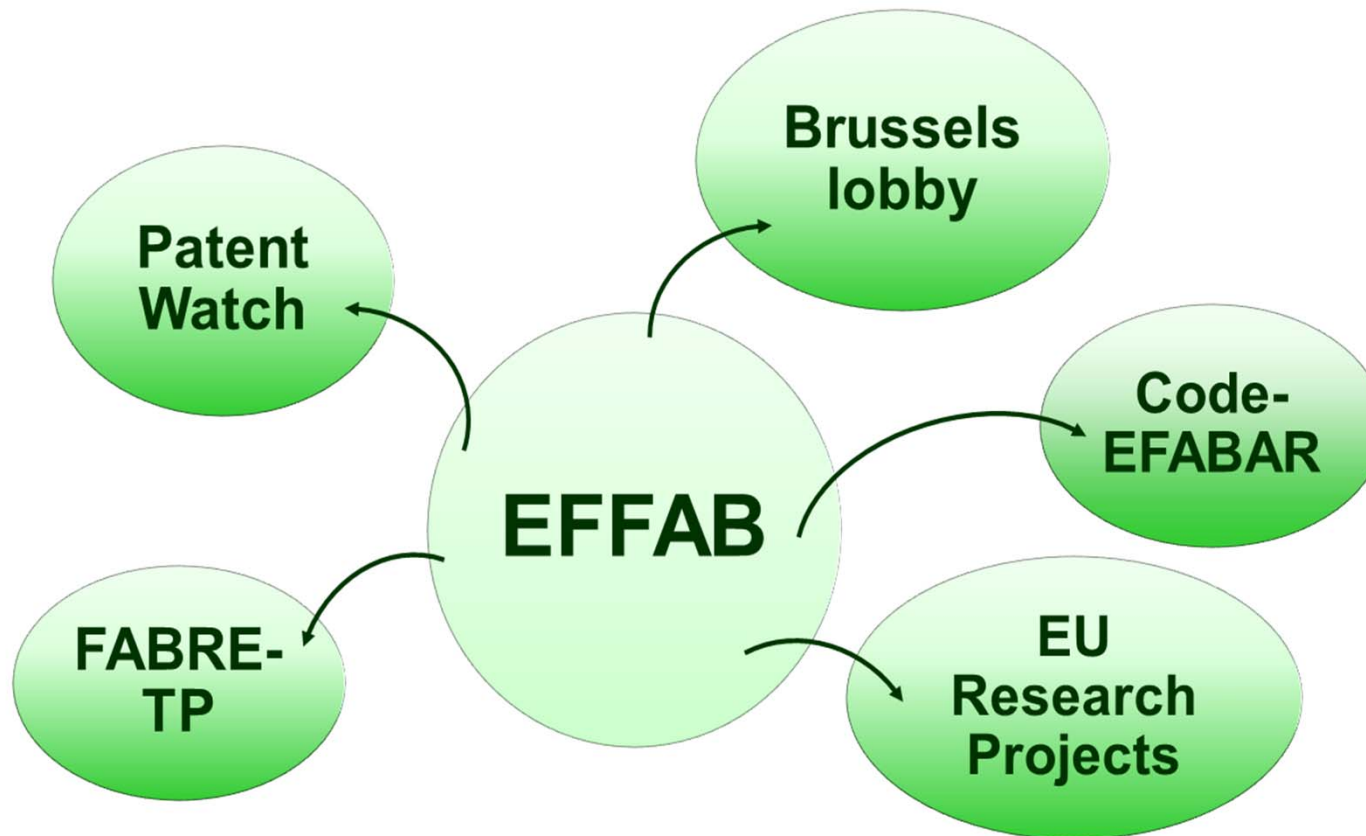 Brussels
lobby
Patent
Watch
Code-
EFABAR
EFFAB
FABRE-
TP
EU
Research
Projects